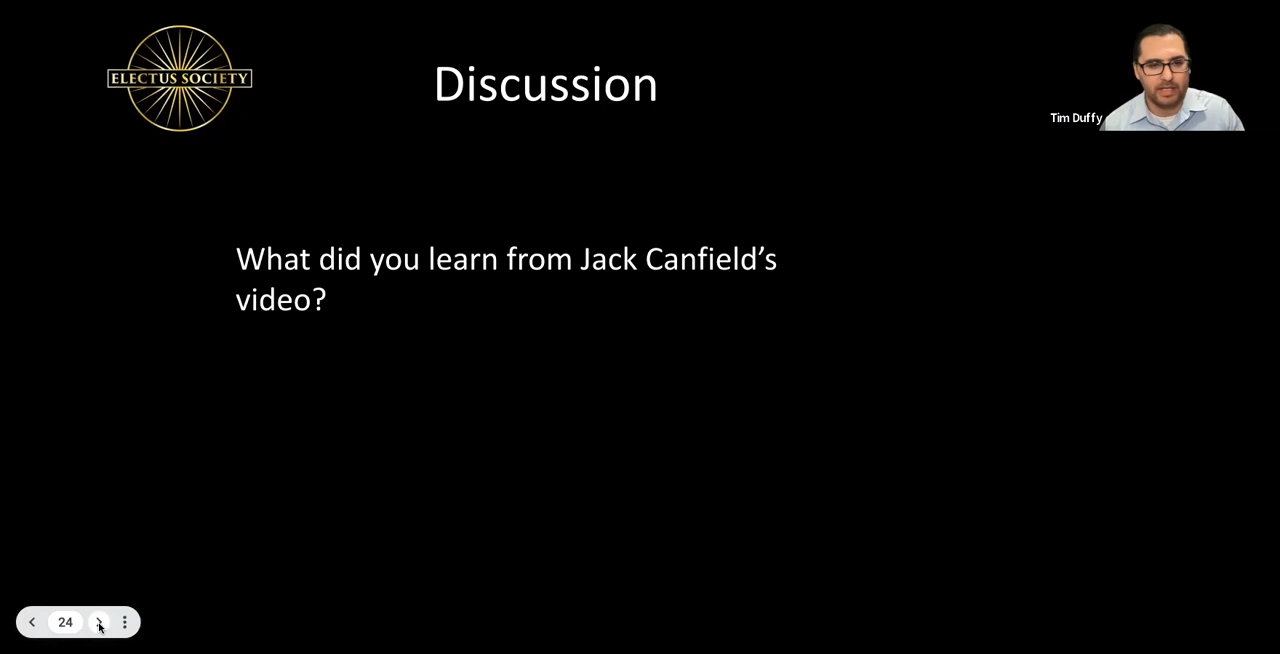 ELECTUS SOCIETY
Discussion
Tim Duffy
What did you learn from Jack Canfield’s
video?
24